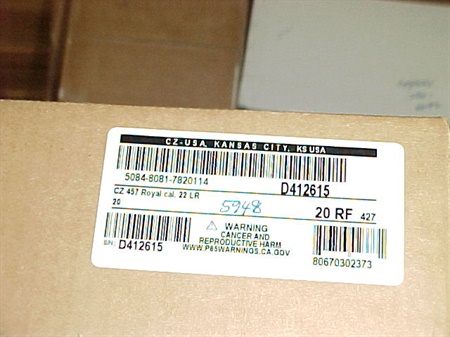 CZ-USA, KANSAS CITY, KS USA
5084-8081-7820114
D412615
CZ 457 Royal cal. 22 LR
20
5948
20 RF 427
WARNING
CANCER AND
REPRODUCTIVE HARM
WWW.P65WARNINGS.CA.GOV
S/N: D412615
80670302373